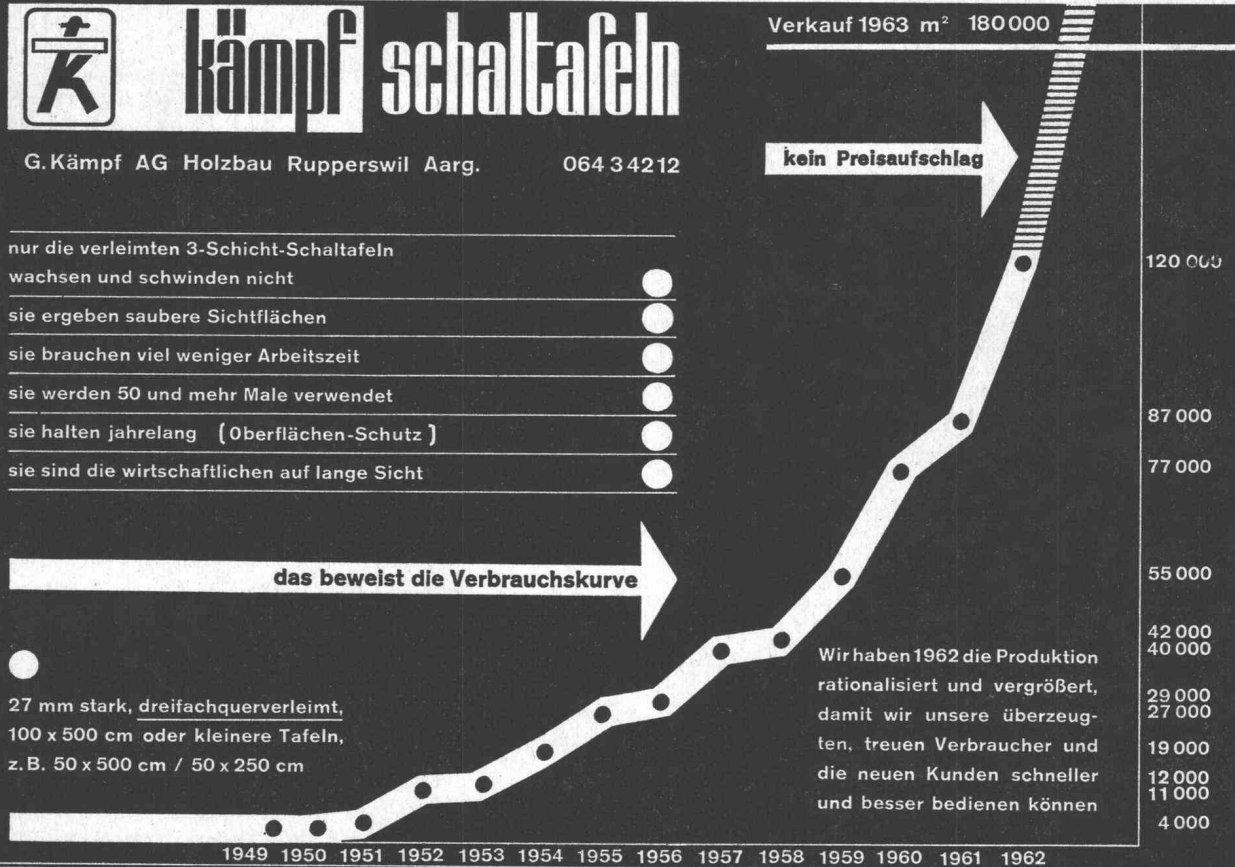 K
kämpf schaltafeln
G. Kämpf AG Holzbau Rupperswil Aarg. 064 3 42 12
Verkauf 1963 m² 180 000
kein Preisaufschlag
nur die verleimten 3-Schicht-Schaltafeln
wachsen und schwinden nicht
sie ergeben saubere Sichtflächen
sie brauchen viel weniger Arbeitszeit
sie werden 50 und mehr Male verwendet
sie halten jahrelang (Oberflächen-Schutz)
sie sind die wirtschaftlichen auf lange Sicht
das beweist die Verbrauchskurve
27 mm stark, dreifachquerverleimt,
100 x 500 cm oder kleinere Tafeln,
z.B. 50 x 500 cm / 50 x 250 cm
Wir haben 1962 die Produktion
rationalisiert und vergrößert,
damit wir unsere überzeug-
ten, treuen Verbraucher und
die neuen Kunden schneller
und besser bedienen können
120 000
87 000
77 000
55 000
42 000
40 000
29 000
27 000
19 000
12 000
11 000
4 000
1949 1950 1951 1952 1953 1954 1955 1956 1957 1958 1959 1960 1961 1962